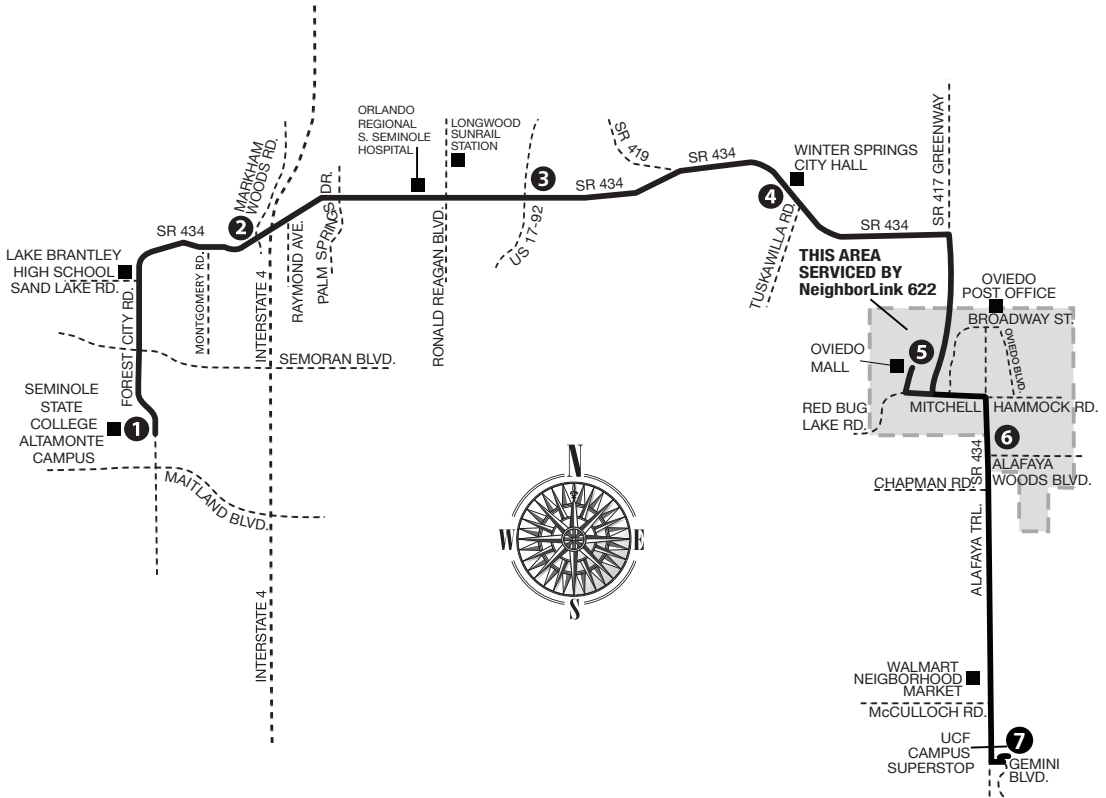 ORLANDO
REGIONAL
S. SEMINOLE
HOSPITAL
LONGWOOD
SUNRAIL
STATION
MARKHAM
WOODS RD.
2
SR 434
LAKE BRANTLEY
HIGH SCHOOL
SAND LAKE RD.
FOREST CITY RD.
MONTGOMERY RD.
INTERSTATE 4
RAYMOND AVE.
PALM SPRINGS DR.
RONALD REAGAN BLVD.
US 17-92
3
SR 434
SR 419
SR 434
WINTER SPRINGS
CITY HALL
4
TUSKAWILLA RD.
SR 434
SR 417 GREENWAY
THIS AREA
SERVICED BY
NeighborLink 622
OVIEDO
POST OFFICE
BROADWAY ST.
OVIEDO BLVD.
OVIEDO
MALL
5
RED BUG
LAKE RD.
MITCHELL HAMMOCK RD.
6
SEMORAN BLVD.
SEMINOLE
STATE
COLLEGE
ALTAMONTE
CAMPUS
1
MAITLAND BLVD.
INTERSTATE 4
N
W
E
S
SR 434
ALAFAYA
WOODS BLVD.
CHAPMAN RD.
ALAFAYA TRL.
WALMART
NEIGBORHOOD
MARKET
McCULLOCH RD.
UCF
CAMPUS
SUPERSTOP
7
GEMINI
BLVD.